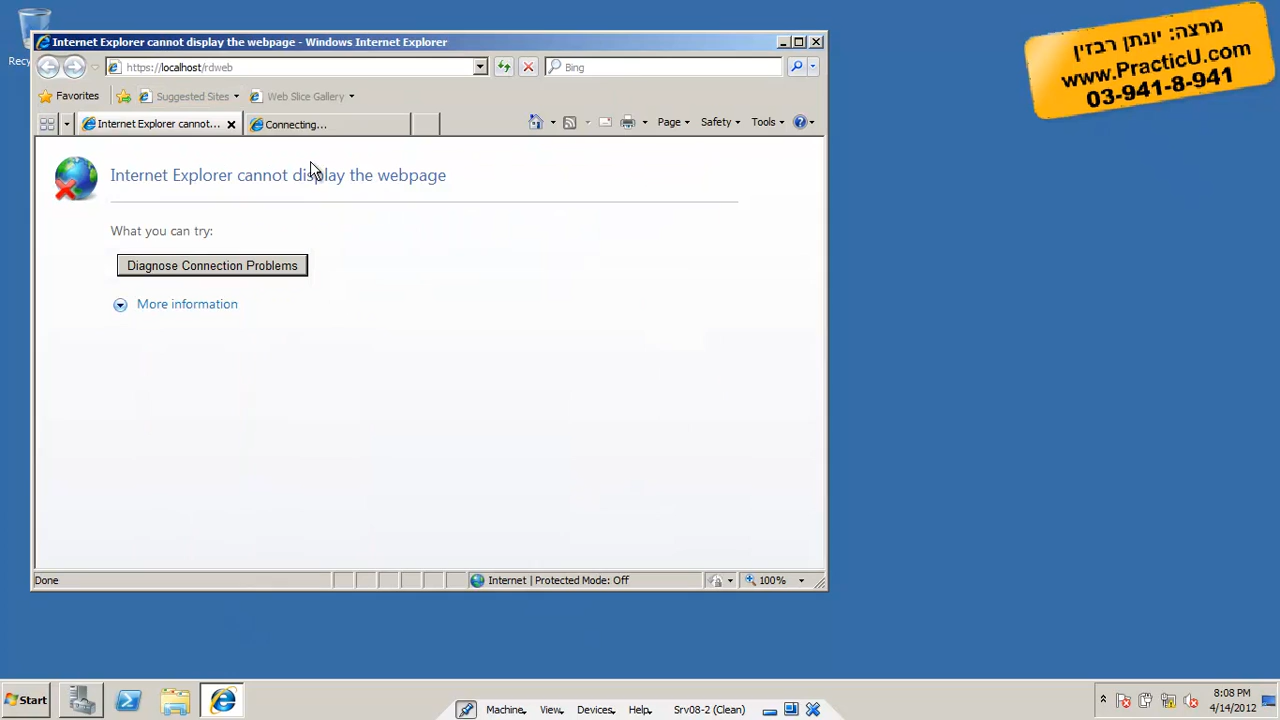 Recy
Internet Explorer cannot display the webpage - Windows Internet Explorer
מרצה: יונתן רבזין
www.PracticU.com
03-941-8-941
https://localhost/rdweb
Bing
Favorites
Suggested Sites
Web Slice Gallery
Internet Explorer cannot...
Connecting...
Page
Safety
Tools
Internet Explorer cannot display the webpage
What you can try:
Diagnose Connection Problems
More information
Done
Internet | Protected Mode: Off
100%
Start
Machine
View
Devices
Help
Srv08-2 (Clean)
8:08 PM
4/14/2012